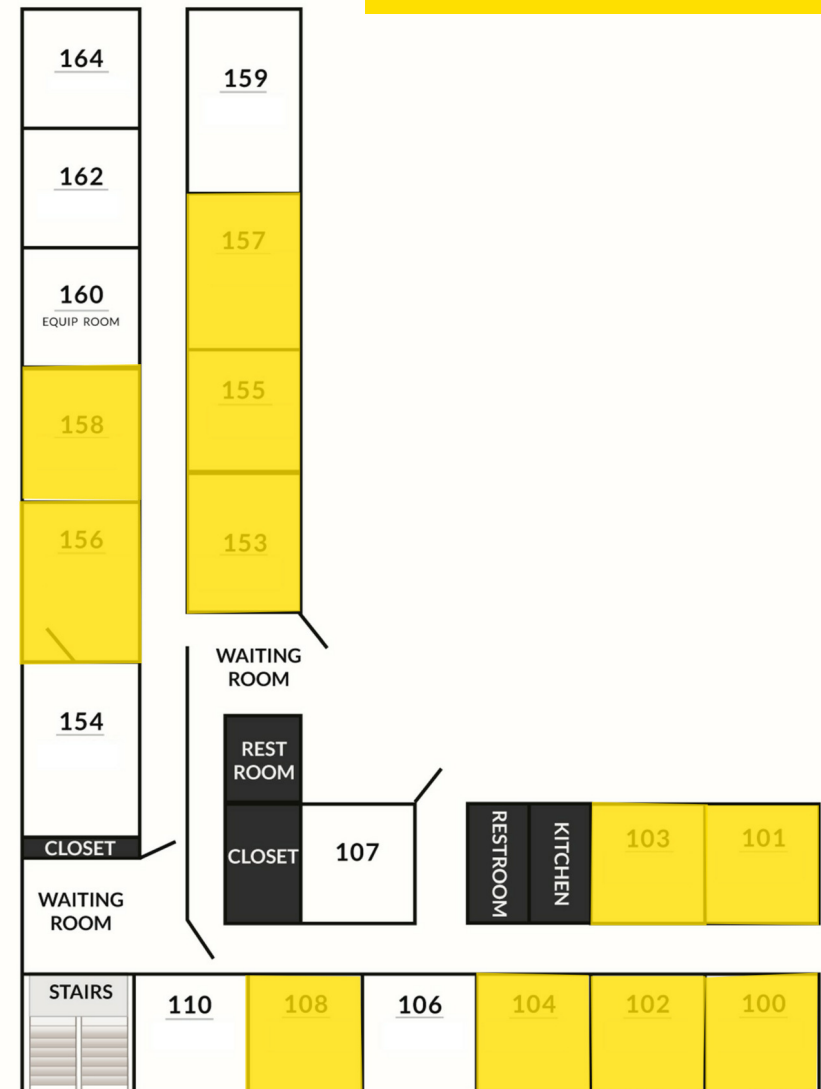 164
159
162
157
160
EQUIP ROOM
155
158
156
153
WAITING
ROOM
154
REST
ROOM
CLOSET
CLOSET
107
RESTROOM
KITCHEN
103
101
WAITING
ROOM
STAIRS
110
108
106
104
102
100